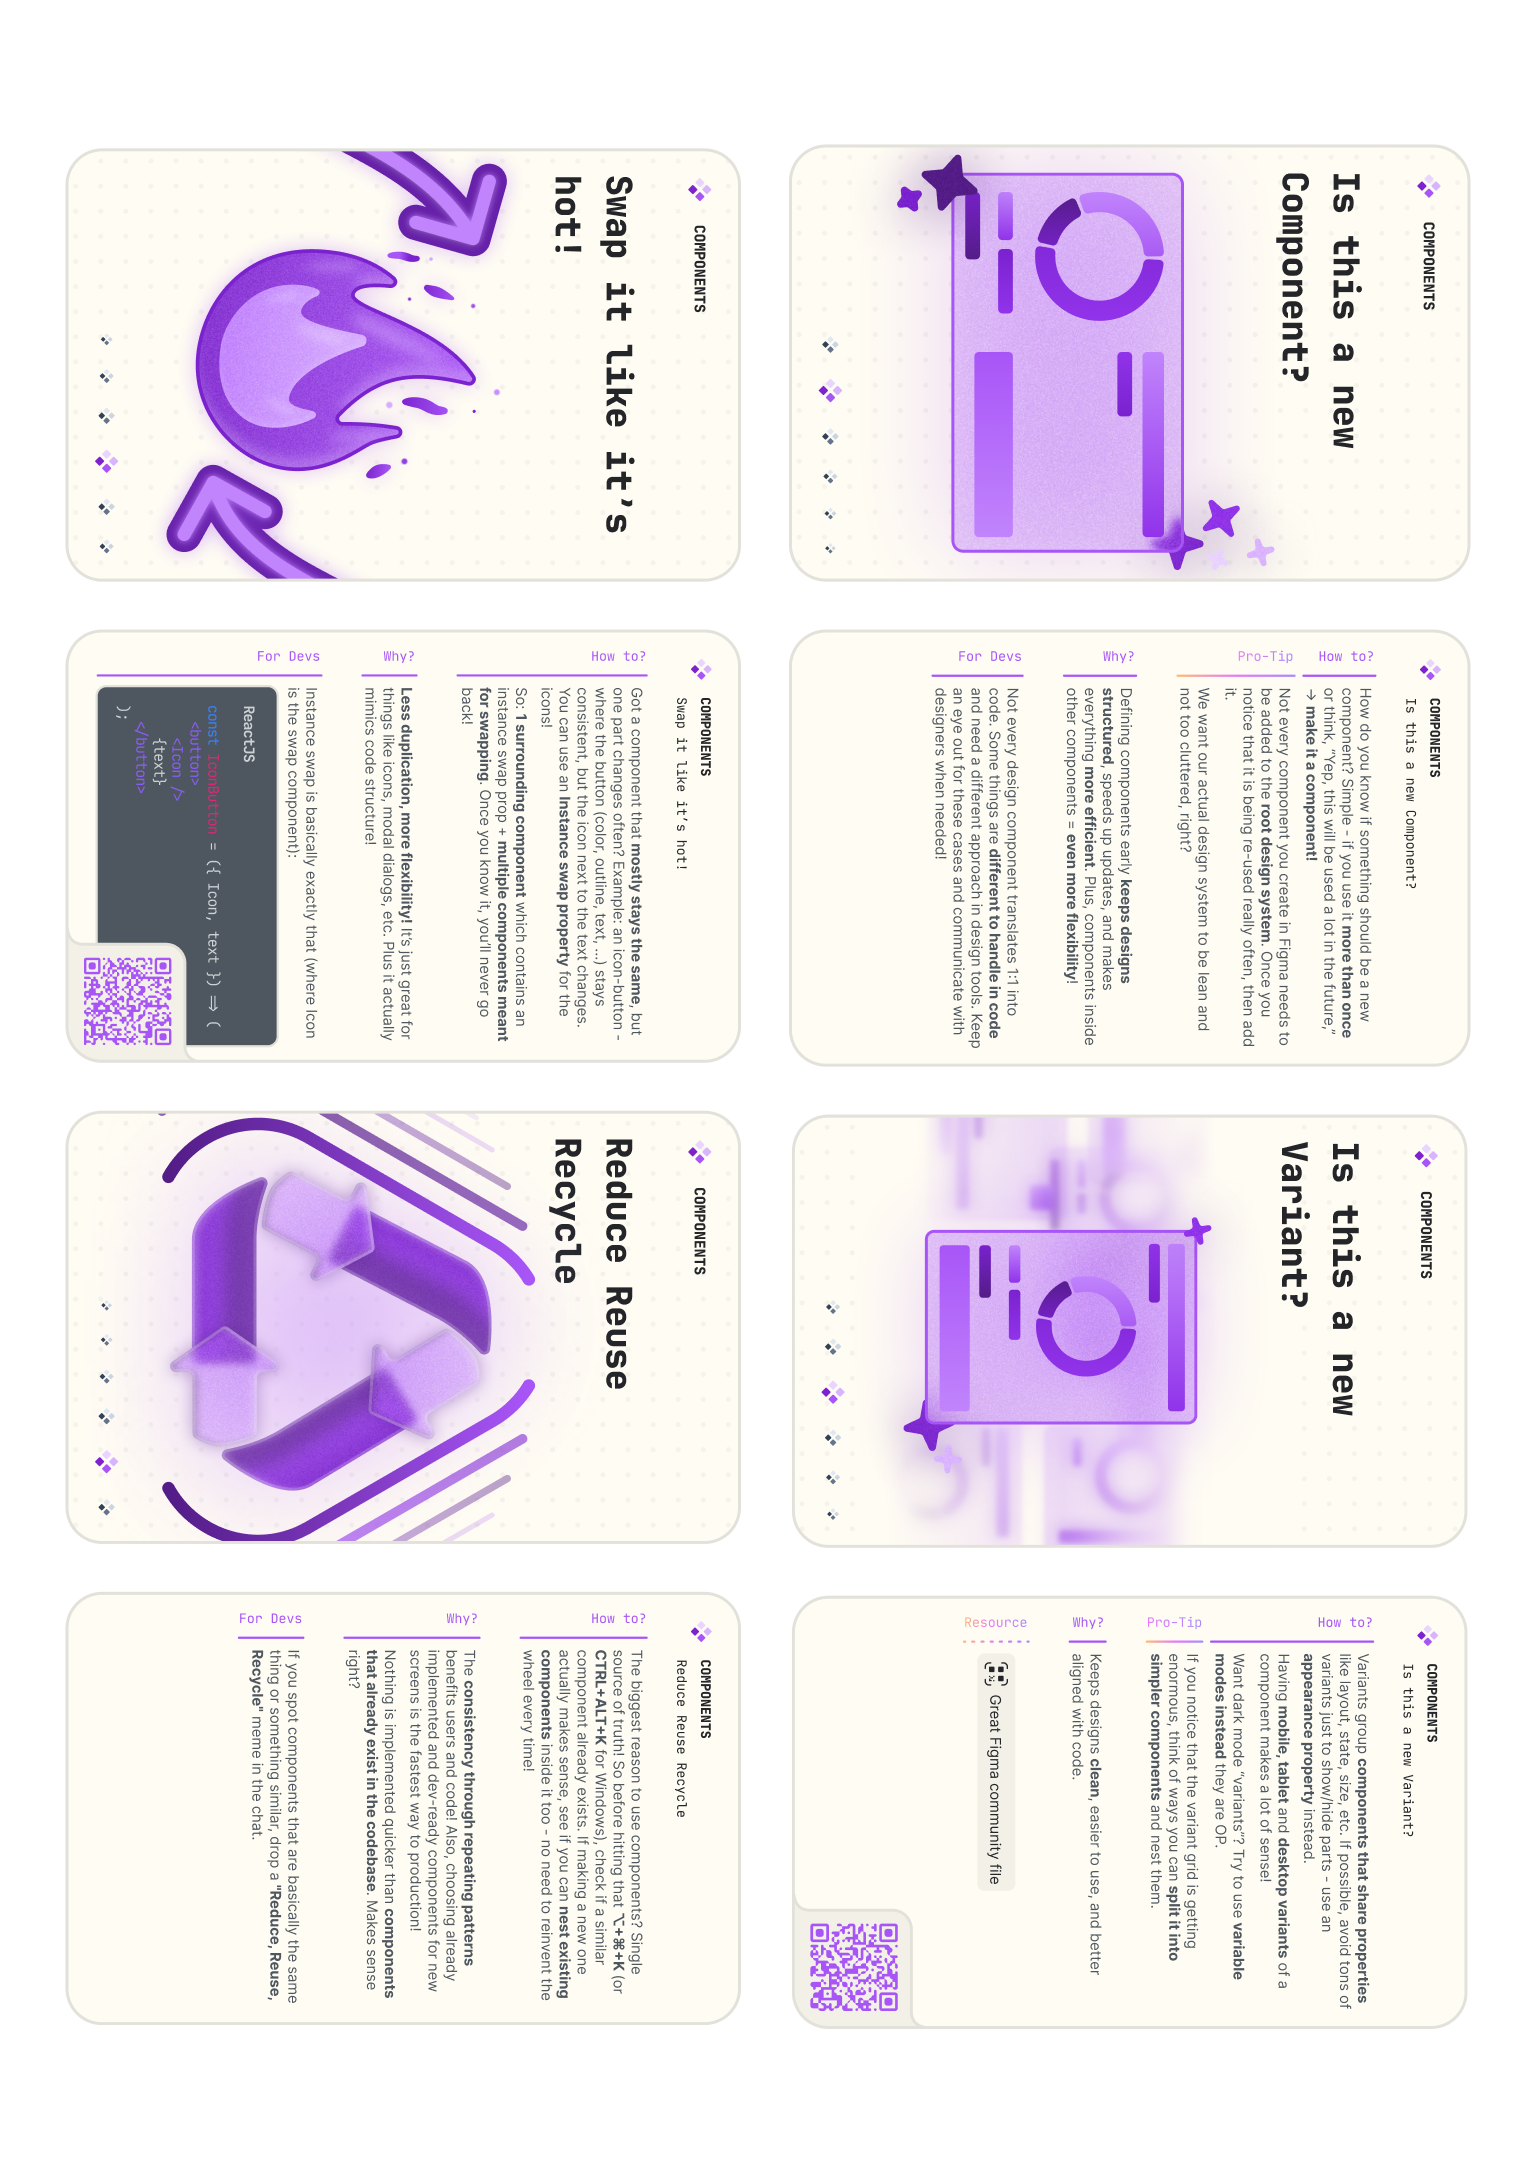 COMPONENTS
Is this a new
Component?
COMPONENTS
Is this a new Component?
How to?
How do you know if something should be a new
component? Simple - if you use it more than once
or think, “Yep, this will be used a lot in the future,”
→ make it a component!
Pro-Tip
Not every component you create in Figma needs to
be added to the root design system. Once you
notice that it is being re-used really often, then add
it.
We want our actual design system to be lean and
not too cluttered, right?
Why?
Defining components early keeps designs
structured, speeds up updates, and makes
everything more efficient. Plus, components inside
other components = even more flexibility!
For Devs
Not every design component translates 1:1 into
code. Some things are different to handle in code
and need a different approach in design tools. Keep
an eye out for these cases and communicate with
designers when needed!
COMPONENTS
Is this a new
Variant?
COMPONENTS
Is this a new Variant?
How to?
Variants group components that share properties
like layout, state, size, etc. If possible, avoid tons of
variants just to show/hide parts - use an
appearance property instead.
Having mobile, tablet and desktop variants of a
component makes a lot of sense!
Want dark mode “variants”? Try to use variable
modes instead they are OP.
Pro-Tip
If you notice that the variant grid is getting
enormous, think of ways you can split it into
simpler components and nest them.
Why?
Keeps designs clean, easier to use, and better
aligned with code.
Resource
Great Figma community file
COMPONENTS
Swap it like it’s
hot!
COMPONENTS
Swap it like it’s hot!
How to?
Got a component that mostly stays the same, but
one part changes often? Example: an icon-button -
where the button (color, outline, text, ...) stays
consistent, but the icon next to the text changes.
You can use an Instance swap property for the
icons!
So: 1 surrounding component which contains an
instance swap prop + multiple components meant
for swapping. Once you know it, you’ll never go
back!
Why?
Less duplication, more flexibility! It’s just great for
things like icons, modal dialogs, etc. Plus it actually
mimics code structure!
For Devs
Instance swap is basically exactly that (where Icon
is the swap component):
ReactJS
const IconButton = ({ Icon, text }) => (
<button>
<Icon />
{text}
</button>
);
COMPONENTS
Reduce Reuse
Recycle
COMPONENTS
Reduce Reuse Recycle
How to?
The biggest reason to use components? Single
source of truth! So before hitting that ⌥+⌘+K (or
CTRL+ALT+K for Windows), check if a similar
component already exists. If making a new one
actually makes sense, see if you can nest existing
components inside it too - no need to reinvent the
wheel every time!
Why?
The consistency through repeating patterns
benefits users and code! Also, choosing already
implemented and dev-ready components for new
screens is the fastest way to production!
Nothing is implemented quicker than components
that already exist in the codebase. Makes sense
right?
For Devs
If you spot components that are basically the same
thing or something similar, drop a "Reduce, Reuse,
Recycle" meme in the chat.